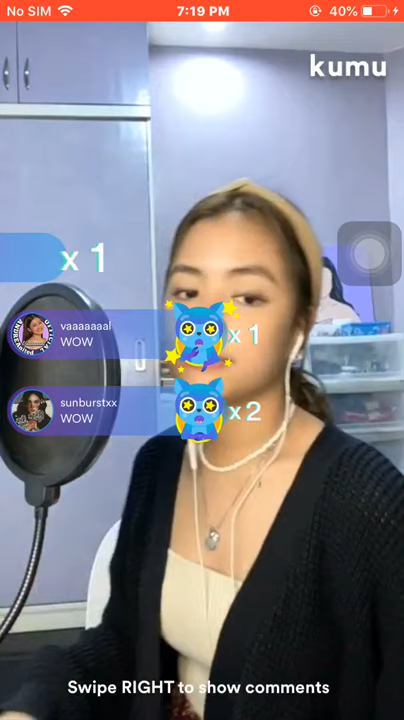 No SIM
7:19 PM
40%
kumu
x 1
vaaaaaaal
WOW
x 1
sunburstxx
WOW
x 2
Swipe RIGHT to show comments